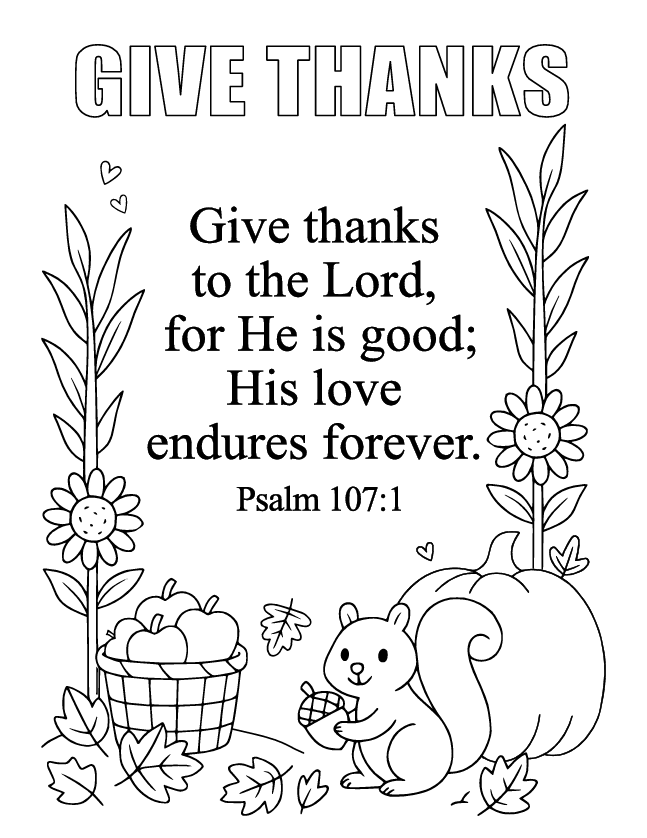 GIVE THANKS
Give thanks
to the Lord,
for He is good;
His love
endures forever.
Psalm 107:1